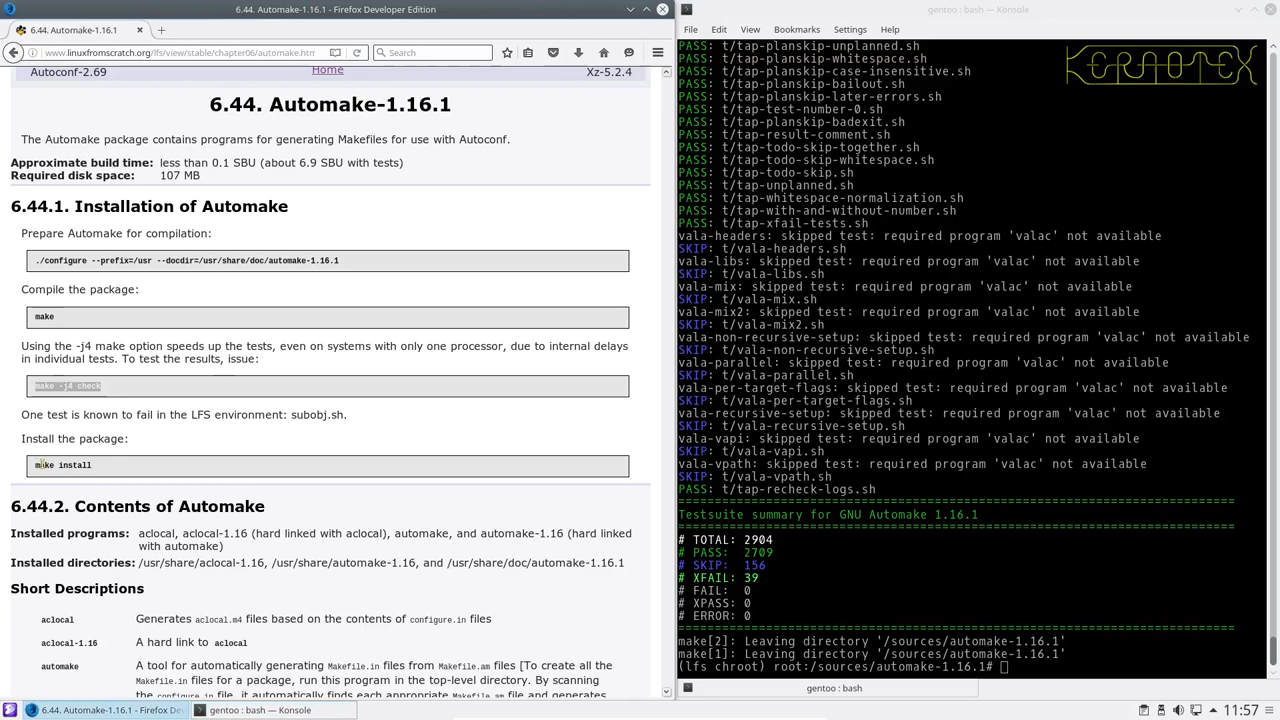 6.44. Automake-1.16.1 - Firefox Developer Edition
6.44. Automake-1.16.1
www.linuxfromscratch.org/lfs/view/stable/chapter06/automake.htm
Search
Autoconf-2.69
Home
Xz-5.2.4
6.44. Automake-1.16.1
The Automake package contains programs for generating Makefiles for use with Autoconf.
Approximate build time: less than 0.1 SBU (about 6.9 SBU with tests)
Required disk space: 107 MB
6.44.1. Installation of Automake
Prepare Automake for compilation:
./configure --prefix=/usr --docdir=/usr/share/doc/automake-1.16.1
Compile the package:
make
Using the -j4 make option speeds up the tests, even on systems with only one processor, due to internal delays
in individual tests. To test the results, issue:
make -j4 check
One test is known to fail in the LFS environment: subobj.sh.
Install the package:
make install
6.44.2. Contents of Automake
Installed programs: aclocal, aclocal-1.16 (hard linked with aclocal), automake, and automake-1.16 (hard linked
with automake)
Installed directories: /usr/share/aclocal-1.16, /usr/share/automake-1.16, and /usr/share/doc/automake-1.16.1
Short Descriptions
aclocal Generates aclocal.m4 files based on the contents of configure.in files
aclocal-1.16 A hard link to aclocal
automake A tool for automatically generating Makefile.in files from Makefile.am files [To create all the
Makefile.in files for a package, run this program in the top-level directory. By scanning
the configure.in file, it automatically finds each appropriate Makefile.am file and generates
gentoo : bash — Konsole
File Edit View Bookmarks Settings Help
KERAOTEX
PASS: t/tap-planskip-unplanned.sh
PASS: t/tap-planskip-whitespace.sh
PASS: t/tap-planskip-case-insensitive.sh
PASS: t/tap-planskip-bailout.sh
PASS: t/tap-planskip-later-errors.sh
PASS: t/tap-test-number-0.sh
PASS: t/tap-planskip-badexit.sh
PASS: t/tap-result-comment.sh
PASS: t/tap-todo-skip-together.sh
PASS: t/tap-todo-skip-whitespace.sh
PASS: t/tap-todo-skip.sh
PASS: t/tap-unplanned.sh
PASS: t/tap-whitespace-normalization.sh
PASS: t/tap-with-and-without-number.sh
PASS: t/tap-xfail-tests.sh
vala-headers: skipped test: required program 'valac' not available
SKIP: t/vala-headers.sh
vala-libs: skipped test: required program 'valac' not available
SKIP: t/vala-libs.sh
vala-mix: skipped test: required program 'valac' not available
SKIP: t/vala-mix.sh
vala-mix2: skipped test: required program 'valac' not available
SKIP: t/vala-mix2.sh
vala-non-recursive-setup: skipped test: required program 'valac' not available
SKIP: t/vala-non-recursive-setup.sh
vala-parallel: skipped test: required program 'valac' not available
SKIP: t/vala-parallel.sh
vala-per-target-flags: skipped test: required program 'valac' not available
SKIP: t/vala-per-target-flags.sh
vala-recursive-setup: skipped test: required program 'valac' not available
SKIP: t/vala-recursive-setup.sh
vala-vapi: skipped test: required program 'valac' not available
SKIP: t/vala-vapi.sh
vala-vpath: skipped test: required program 'valac' not available
SKIP: t/vala-vpath.sh
PASS: t/tap-recheck-logs.sh
============================================================================
Testsuite summary for GNU Automake 1.16.1
============================================================================
# TOTAL: 2904
# PASS: 2709
# SKIP: 156
# XFAIL: 39
# FAIL: 0
# XPASS: 0
# ERROR: 0
============================================================================
make[2]: Leaving directory '/sources/automake-1.16.1'
make[1]: Leaving directory '/sources/automake-1.16.1'
(lfs chroot) root:/sources/automake-1.16.1#
gentoo : bash
6.44. Automake-1.16.1 - Firefox Dev
gentoo : bash — Konsole
11:57